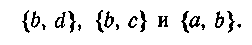 {b, d}, {b, c} и {a, b}.